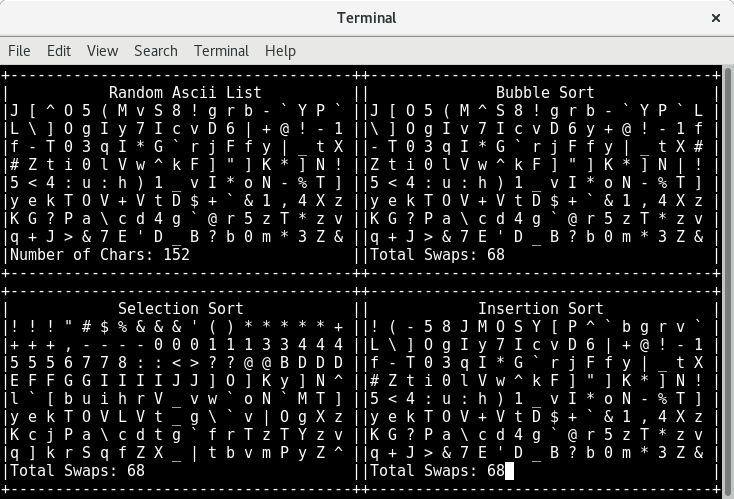 Terminal
File Edit View Search Terminal Help
Random Ascii List
J [ ^ O 5 ( M v S 8 ! g r b - ` Y P `
L \ ] O g I y 7 I c v D 6 | + @ ! - 1
f - T 0 3 q I * G ` r j F f y | _ t X
# Z t i 0 l V w ^ k F ] " ] K * ] N !
5 < 4 : u : h ) 1 _ v I * o N - % T ]
y e k T O V + V t D $ + ` & 1 , 4 X z
K G ? P a \ c d 4 g ` @ r 5 z T * z v
q + J > & 7 E ' D _ B ? b 0 m * 3 Z &
Number of Chars: 152
Bubble Sort
J [ O 5 ( M ^ S 8 ! g r b - ` Y P ` L
\ ] O g I v 7 I c v D 6 y + @ ! - 1 f
- T 0 3 q I * G ` r j F f y | _ t X #
Z t i 0 l V w ^ k F ] " ] K * ] N | !
5 < 4 : u : h ) 1 _ v I * o N - % T ]
y e k T O V + V t D $ + ` & 1 , 4 X z
K G ? P a \ c d 4 g ` @ r 5 z T * z v
q + J > & 7 E ' D _ B ? b 0 m * 3 Z &
Total Swaps: 68
Selection Sort
! ! ! " # $ % & & & ' ( ) * * * * * +
+ + + , - - - - 0 0 0 1 1 1 3 3 4 4 4
5 5 5 6 7 7 8 : : < > ? ? @ @ B D D D
E F F G G I I I I J J ] O ] K y ] N ^
l ` [ b u i h r V _ v w ` o N ` M T ]
y e k T O V L V t _ g \ ` v | O g X z
K c j P a \ c d t g ` f r T z T Y z v
q ] k r S q f Z X _ | t b v m P y Z ^
Total Swaps: 68
Insertion Sort
! ( - 5 8 J M O S Y [ P ^ ` b g r v `
L \ ] O g I y 7 I c v D 6 | + @ ! - 1
f - T 0 3 q I * G ` r j F f y | _ t X
# Z t i 0 l V w ^ k F ] " ] K * ] N !
5 < 4 : u : h ) 1 _ v I * o N - % T ]
y e k T O V + V t D $ + ` & 1 , 4 X z
K G ? P a \ c d 4 g ` @ r 5 z T * z v
q + J > & 7 E ' D _ B ? b 0 m * 3 Z &
Total Swaps: 68